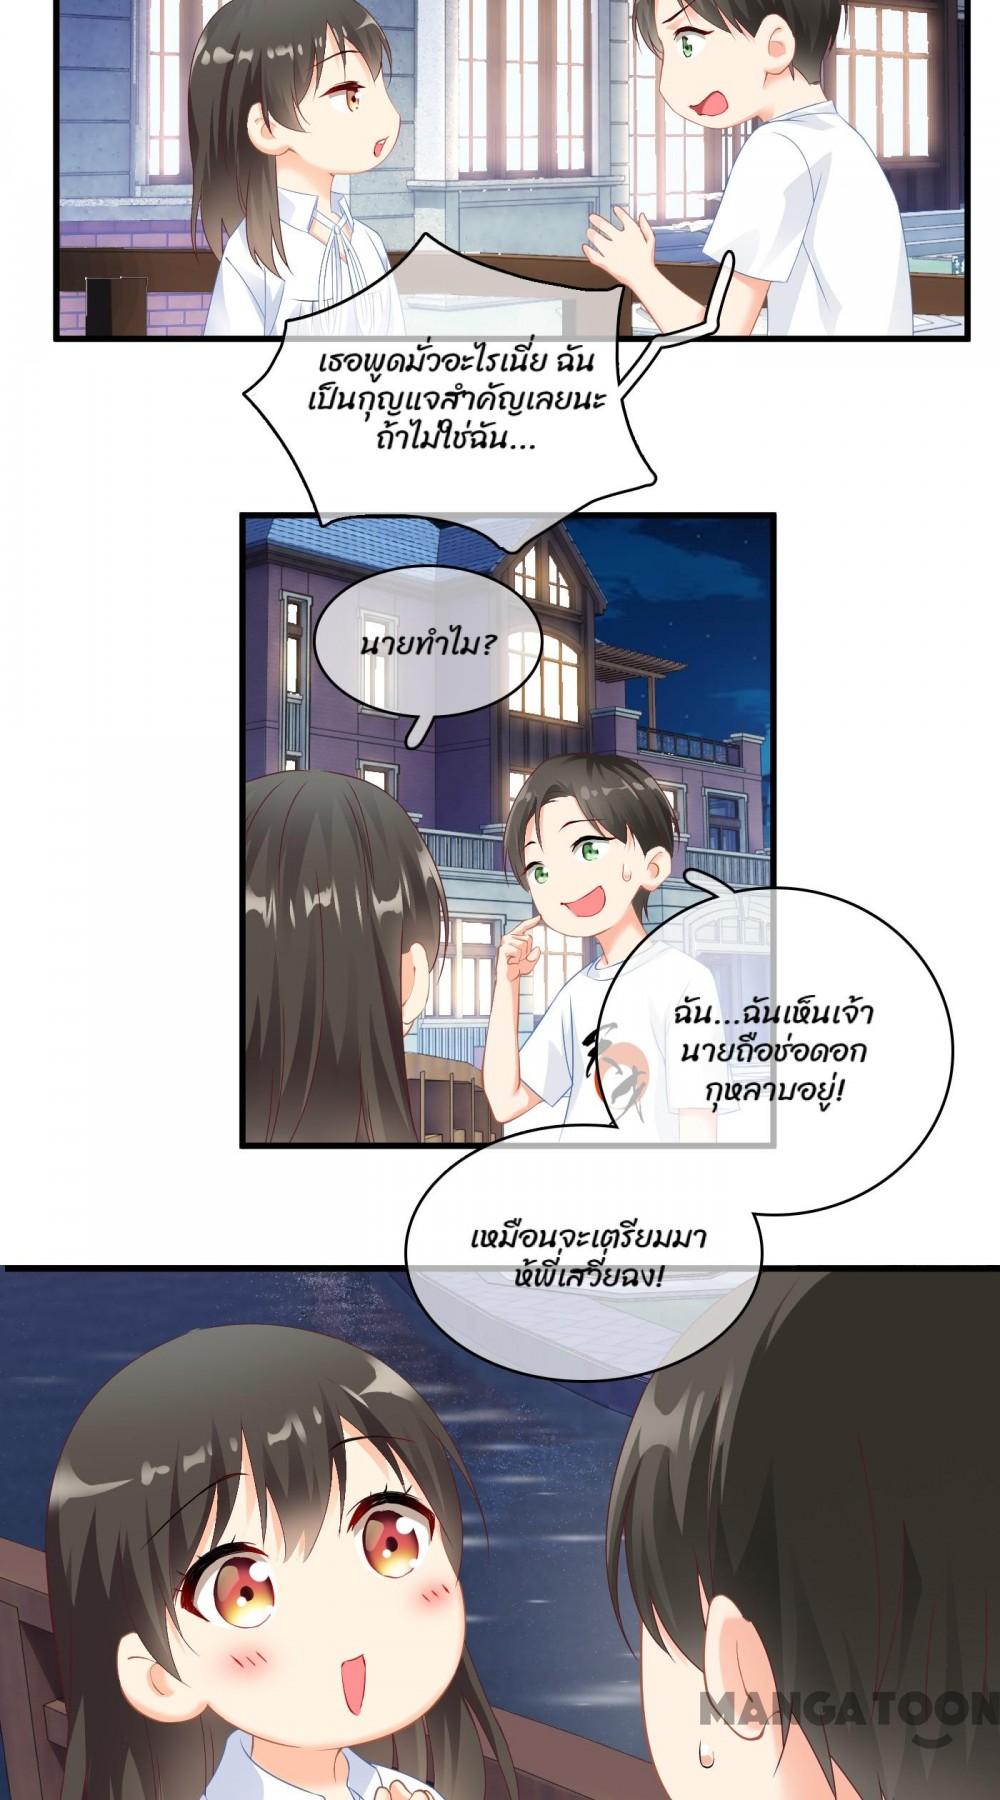 เธอพูดมั่วอะไรเนี่ย ฉัน
เป็นกุญแจสำคัญเลยนะ
ถ้าไม่ใช่ฉัน...
นายทำไม?
ฉัน...ฉันเห็นเจ้า
นายถือช่อดอก
กุหลาบอยู่!
เหมือนจะเตรียมมา
ห้พี่เสวี่ยฉง!
MANGATOON